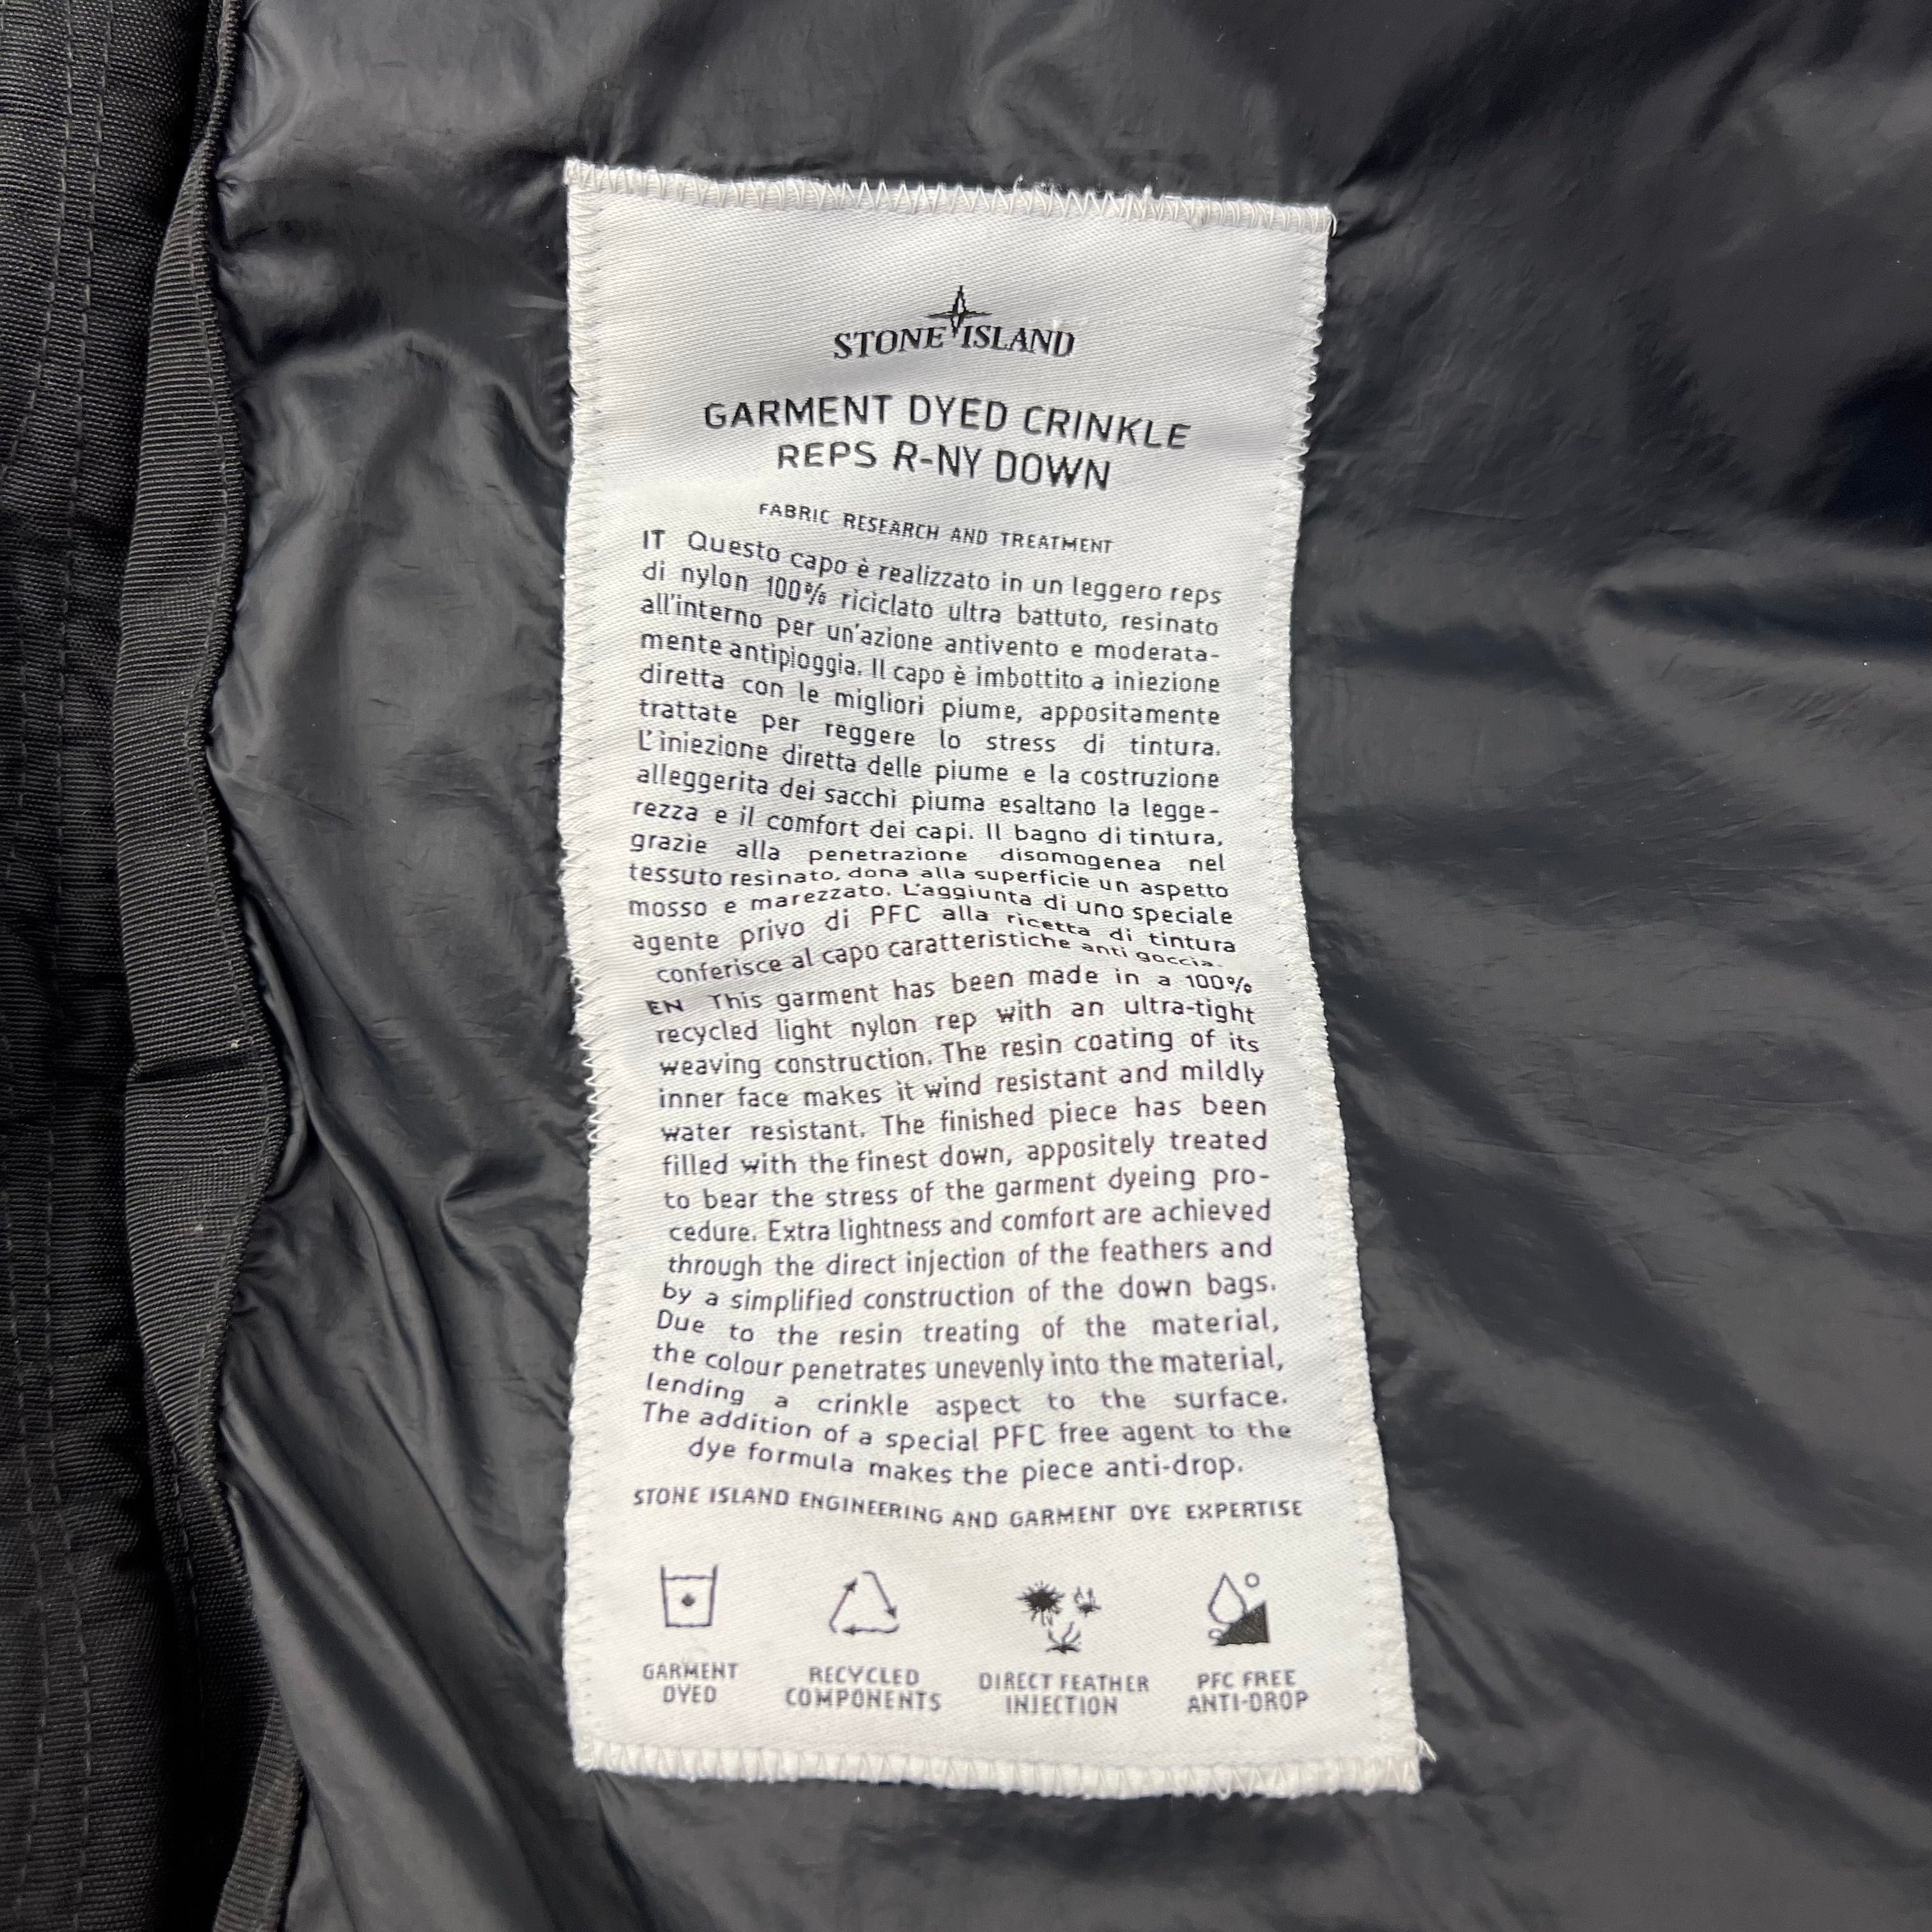 STONE ISLAND
GARMENT DYED CRINKLE
REPS R-NY DOWN
FABRIC RESEARCH AND TREATMENT
IT Questo capo è realizzato in un leggero reps
di nylon 100% riciclato ultra battuto, resinato
all'interno per un'azione antivento e moderata-
mente antipioggia. Il capo è imbottito a iniezione
diretta con le migliori piume, appositamente
trattate per reggere lo stress di tintura.
L'iniezione diretta delle piume e la costruzione
alleggerita dei sacchi piuma esaltano la legge-
rezza e il comfort dei capi. Il bagno di tintura,
grazie alla penetrazione disomogenea nel
tessuto resinato, dona alla superficie un aspetto
mosso e marezzato. L'aggiunta di uno speciale
agente privo di PFC alla ricetta di tintura
conferisce al capo caratteristiche anti goccia.
EN This garment has been made in a 100%
recycled light nylon rep with an ultra-tight
weaving construction. The resin coating of its
inner face makes it wind resistant and mildly
water resistant. The finished piece has been
filled with the finest down, appositely treated
to bear the stress of the garment dyeing pro-
cedure. Extra lightness and comfort are achieved
through the direct injection of the feathers and
by a simplified construction of the down bags.
Due to the resin treating of the material,
the colour penetrates unevenly into the material,
lending a crinkle aspect to the surface.
The addition of a special PFC free agent to the
dye formula makes the piece anti-drop.
STONE ISLAND ENGINEERING AND GARMENT DYE EXPERTISE
GARMENT
DYED
RECYCLED
COMPONENTS
DIRECT FEATHER
INJECTION
PFC FREE
ANTI-DROP